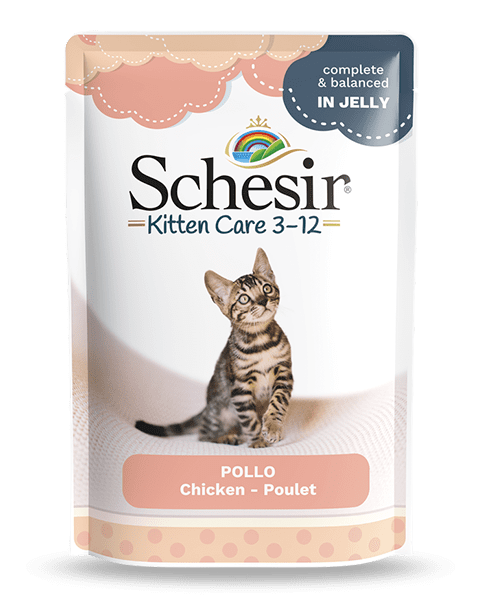 complete
& balanced
IN JELLY
Schesir®
Kitten Care 3-12
POLLO
Chicken - Poulet